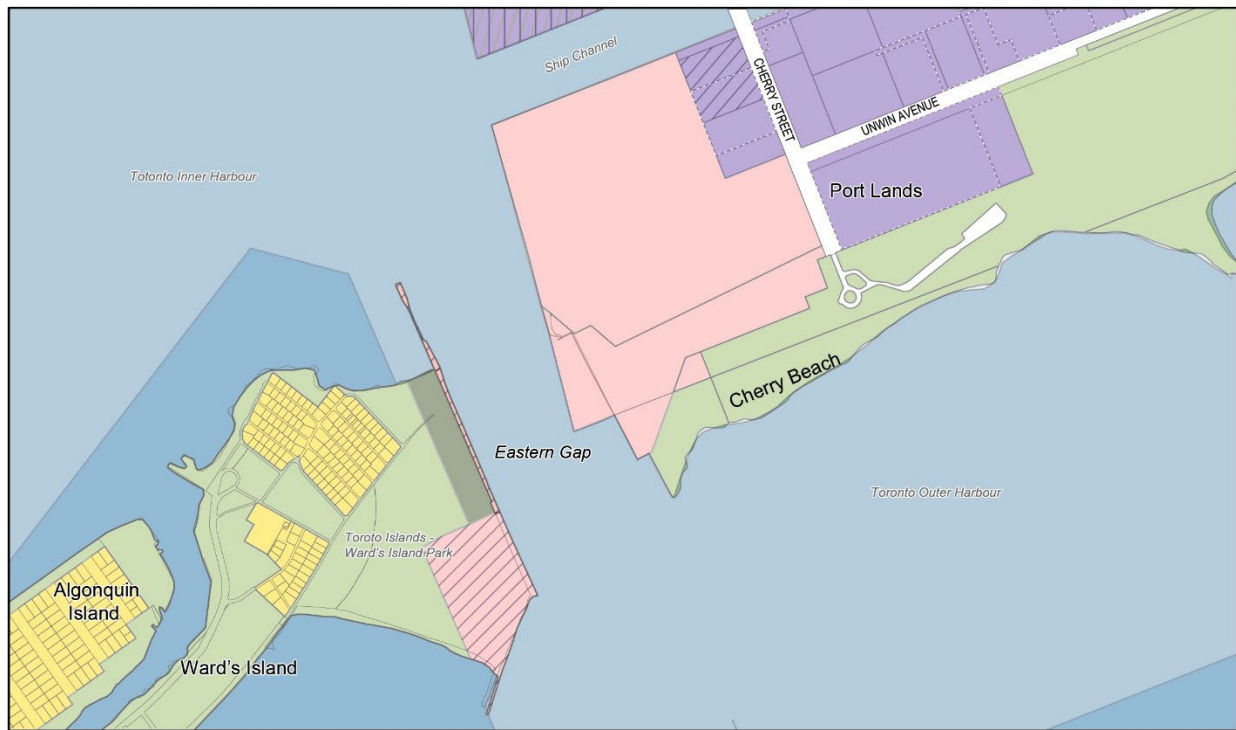 Ship Channel
CHERRY STREET
UNWIN AVENUE
Totonto Inner Harbour
Port Lands
Cherry Beach
Eastern Gap
Toronto Outer Harbour
Toroto Islands -
Ward's Island Park
Algonquin
Island
Ward's Island